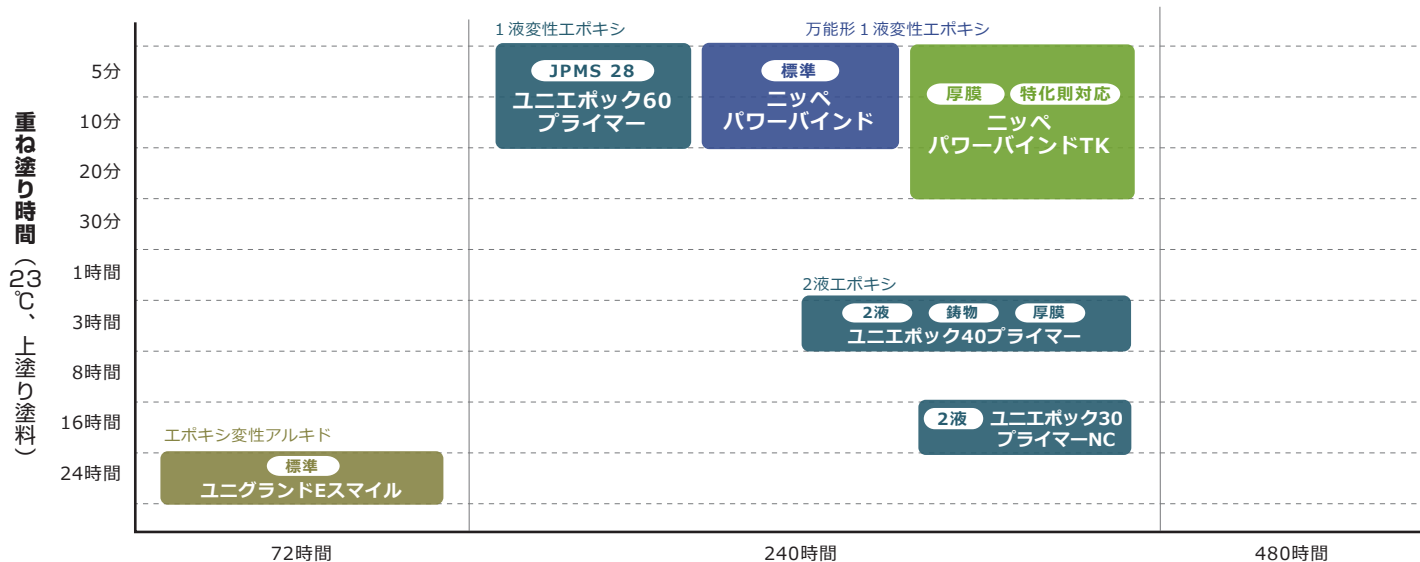 1液変性エポキシ
万能形1液変性エポキシ
JPMS 28
ユニエポック60
プライマー
標準
ニッペ
パワーバインド
厚膜 特化則対応
ニッペ
パワーバインドTK
重ね塗り時間(23℃、上塗り塗料)
5分
10分
20分
30分
1時間
3時間
8時間
16時間
24時間
2液エポキシ
2液 鋳物 厚膜
ユニエポック40プライマー
2液 ユニエポック30
プライマーNC
エポキシ変性アルキド
標準
ユニグランドEスマイル
72時間 240時間 480時間